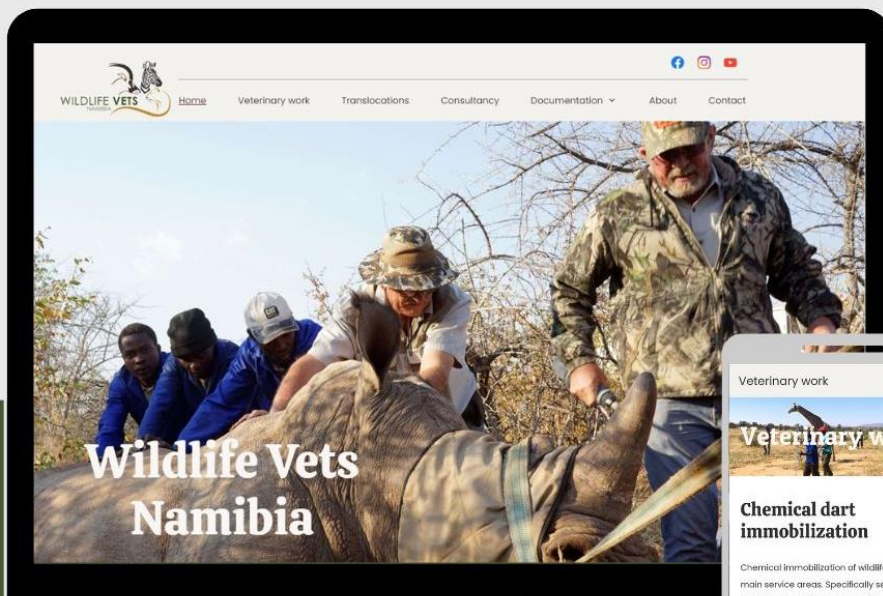 WILDLIFE VETS
NAMIBIA
Home Veterinary work Translocations Consultancy Documentation About Contact
Wildlife Vets
Namibia
Veterinary work
Veterinary w
Chemical dart
immobilization
Chemical immobilization of wildlif
main service areas. Specifically se